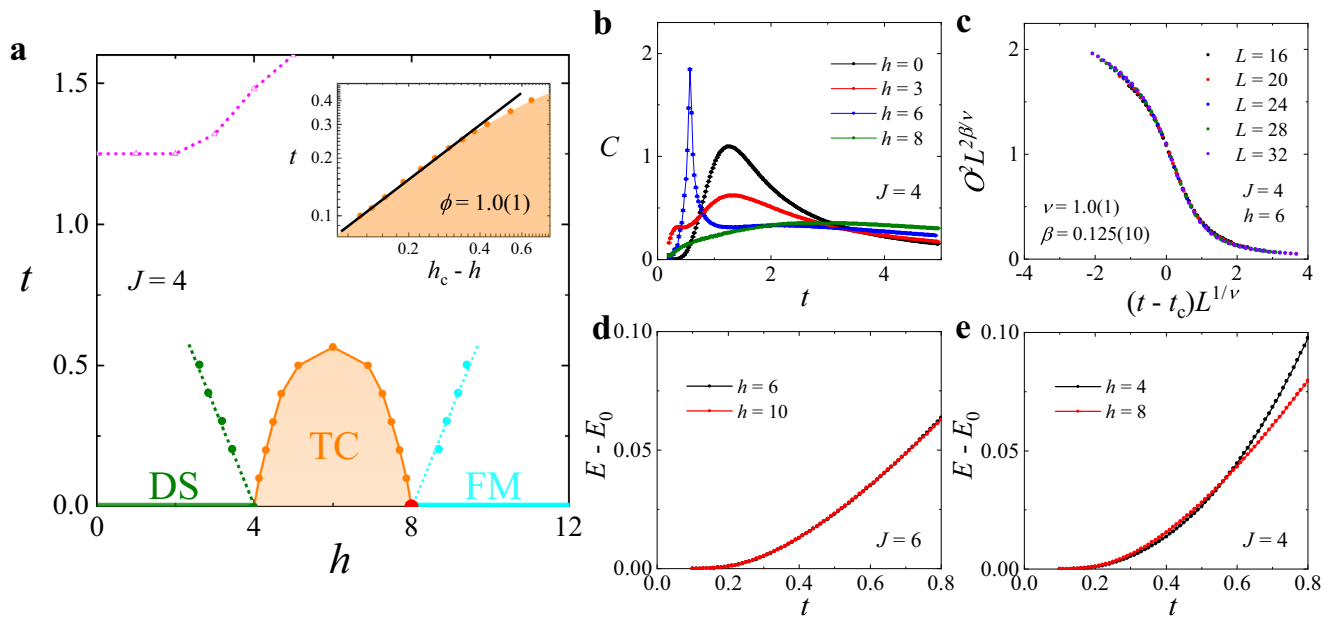 a
1.5
1.0
0.5
0.0
t
J = 4
DS
TC
FM
0
4
8
12
h
0.4
0.3
0.2
0.1
t
ϕ = 1.0(1)
0.2
0.4
0.6
h_c - h
b
2
1
0
C
h = 0
h = 3
h = 6
h = 8
J = 4
0
2
4
t
c
2
1
0
O²L^{2β/ν}
L = 16
L = 20
L = 24
L = 28
L = 32
J = 4
h = 6
ν = 1.0(1)
β = 0.125(10)
-4
-2
0
2
4
(t - t_c)L^{1/ν}
d
0.10
0.05
0.00
E - E₀
h = 6
h = 10
J = 6
0.0
0.2
0.4
0.6
0.8
t
e
0.10
0.05
0.00
E - E₀
h = 4
h = 8
J = 4
0.0
0.2
0.4
0.6
0.8
t